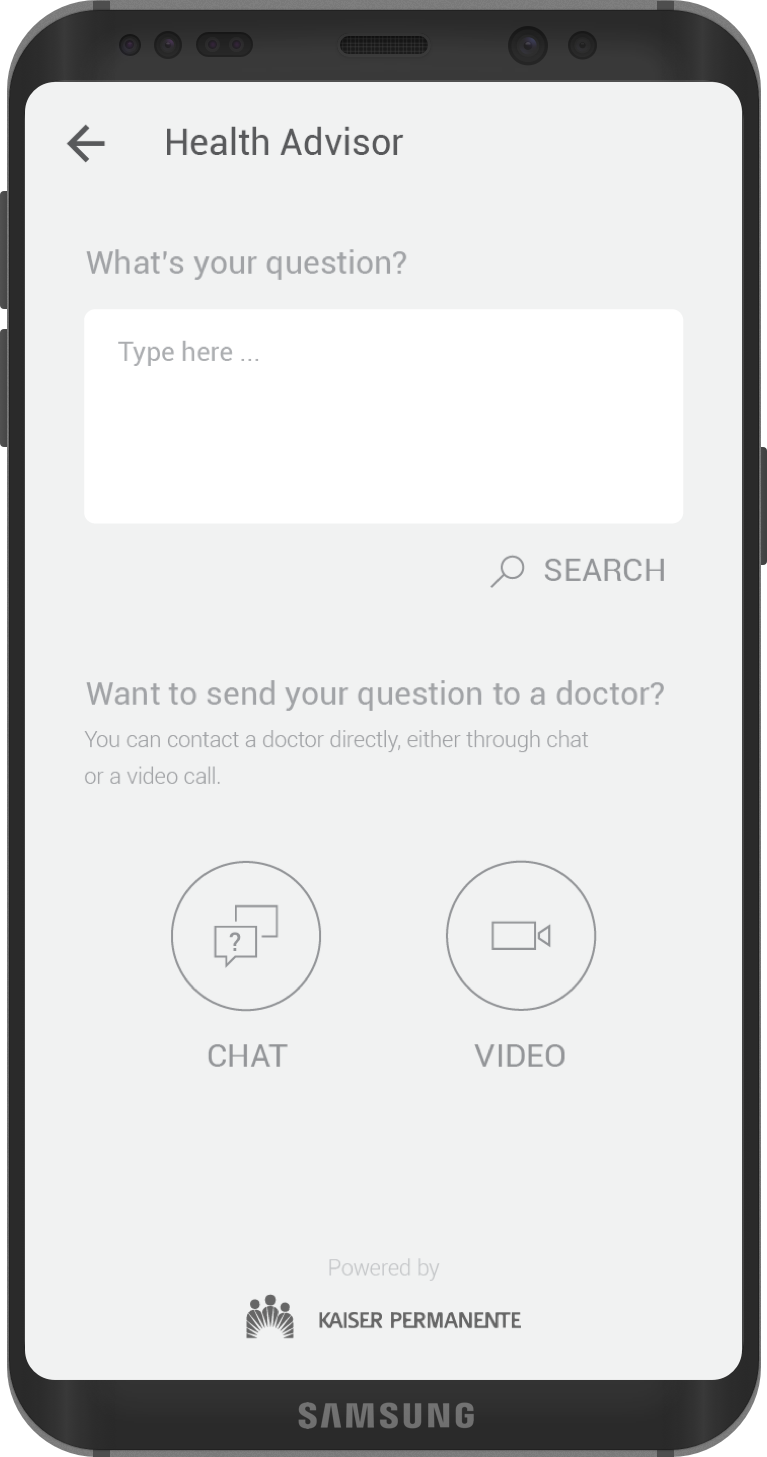 Health Advisor
What's your question?
Type here ...
SEARCH
Want to send your question to a doctor?
You can contact a doctor directly, either through chat
or a video call.
?
CHAT
VIDEO
Powered by
KAISER PERMANENTE
SAMSUNG